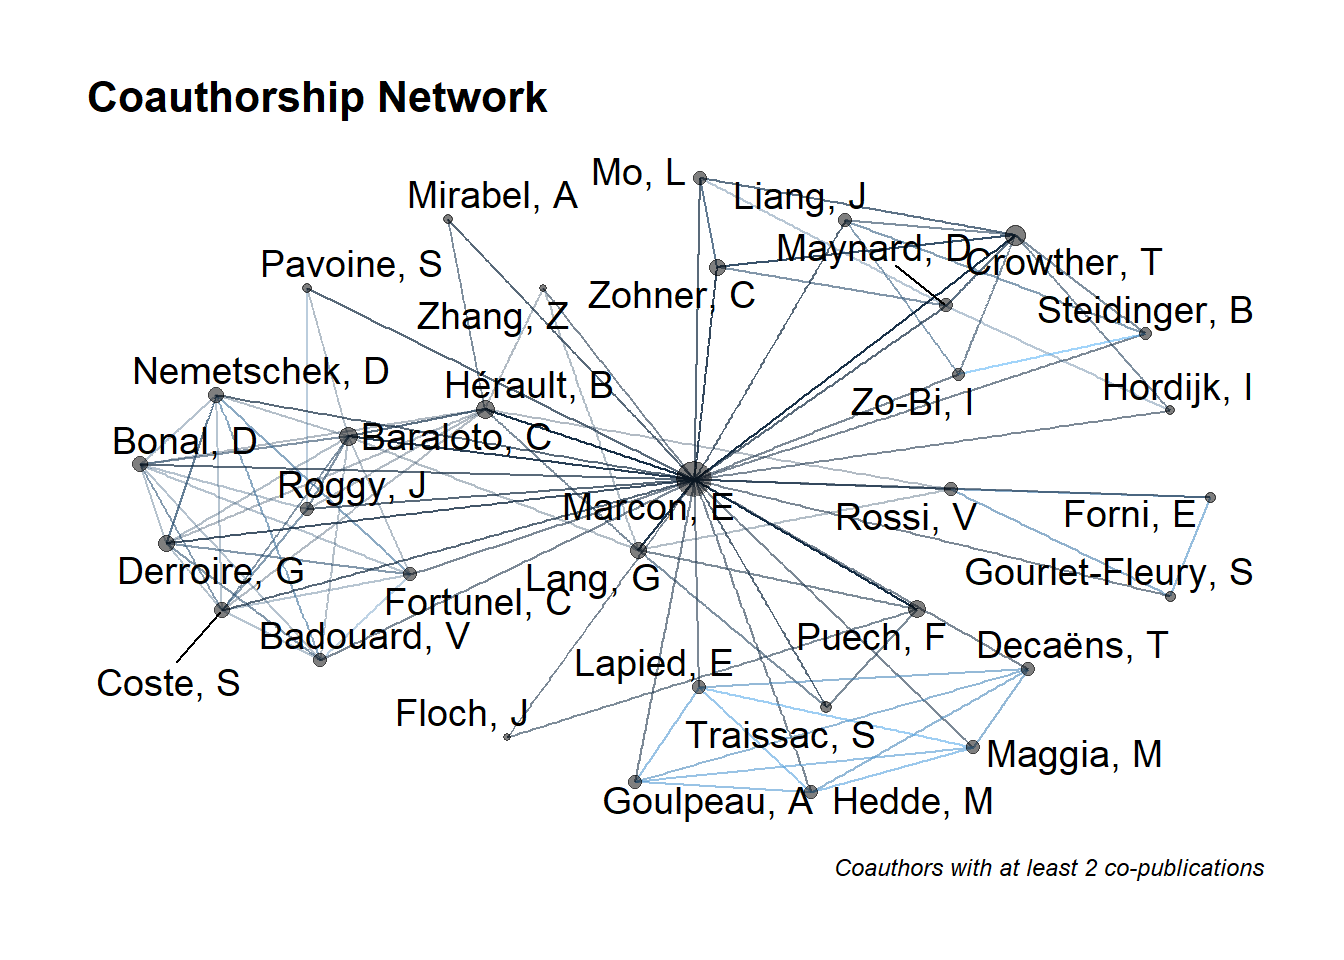 Coauthorship Network
Mo, L
Mirabel, A
Liang, J
Maynard, D
Crowther, T
Pavoine, S
Zohner, C
Steidinger, B
Zhang, Z
Nemetschek, D
Hérault, B
Hordijk, I
Zo-Bi, I
Bonal, D
Baraloto, C
Roggy, J
Marcon, E
Rossi, V
Forni, E
Derroire, G
Lang, G
Gourlet-Fleury, S
Fortunel, C
Badouard, V
Puech, F
Decaëns, T
Lapied, E
Coste, S
Floch, J
Traissac, S
Maggia, M
Goulpeau, A
Hedde, M
Coauthors with at least 2 co-publications